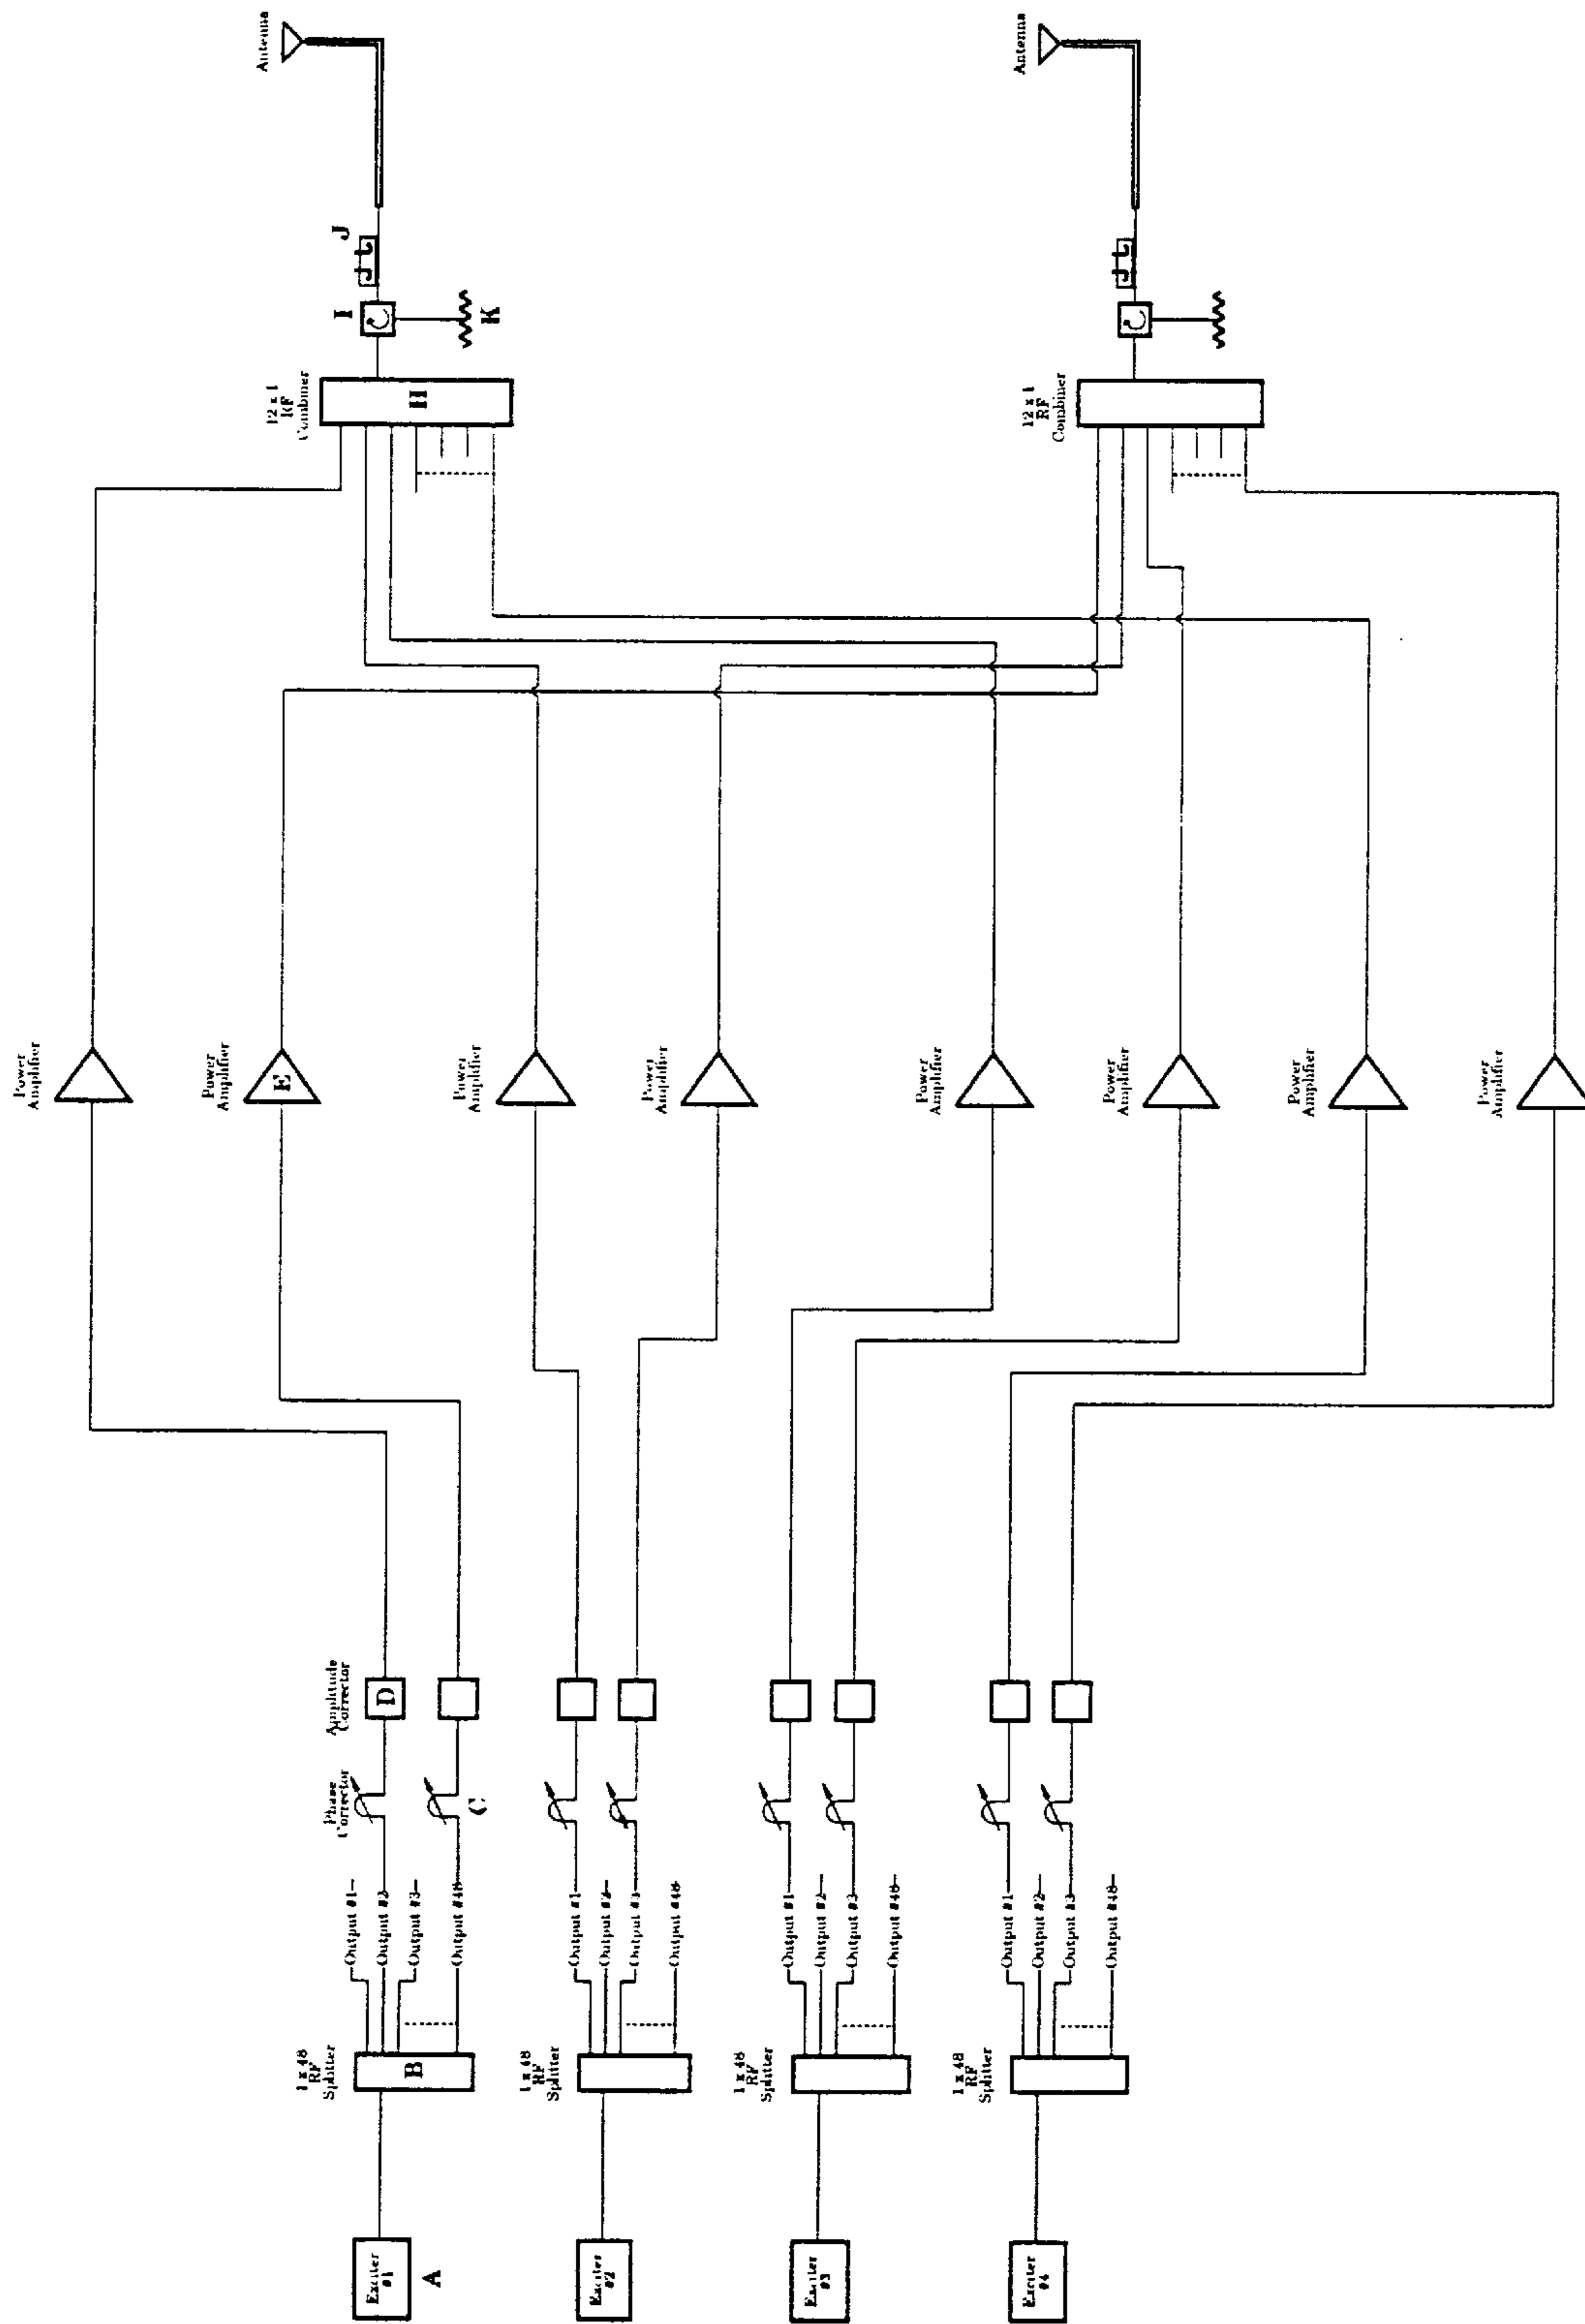 Antenna
Antenna
J
I
K
12 x 1
RF
Combiner
H
12 x 1
RF
Combiner
Power
Amplifier
Power
Amplifier
E
Power
Amplifier
Power
Amplifier
Power
Amplifier
Power
Amplifier
Power
Amplifier
Power
Amplifier
Amplitude
Corrector
D
Phase
Corrector
C
Output #1
Output #2
Output #3
Output #48
Output #1
Output #2
Output #3
Output #48
Output #1
Output #2
Output #3
Output #48
Output #1
Output #2
Output #3
Output #48
1 x 48
RF
Splitter
B
1 x 48
RF
Splitter
1 x 48
RF
Splitter
1 x 48
RF
Splitter
Exciter
#1
A
Exciter
#2
Exciter
#3
Exciter
#4